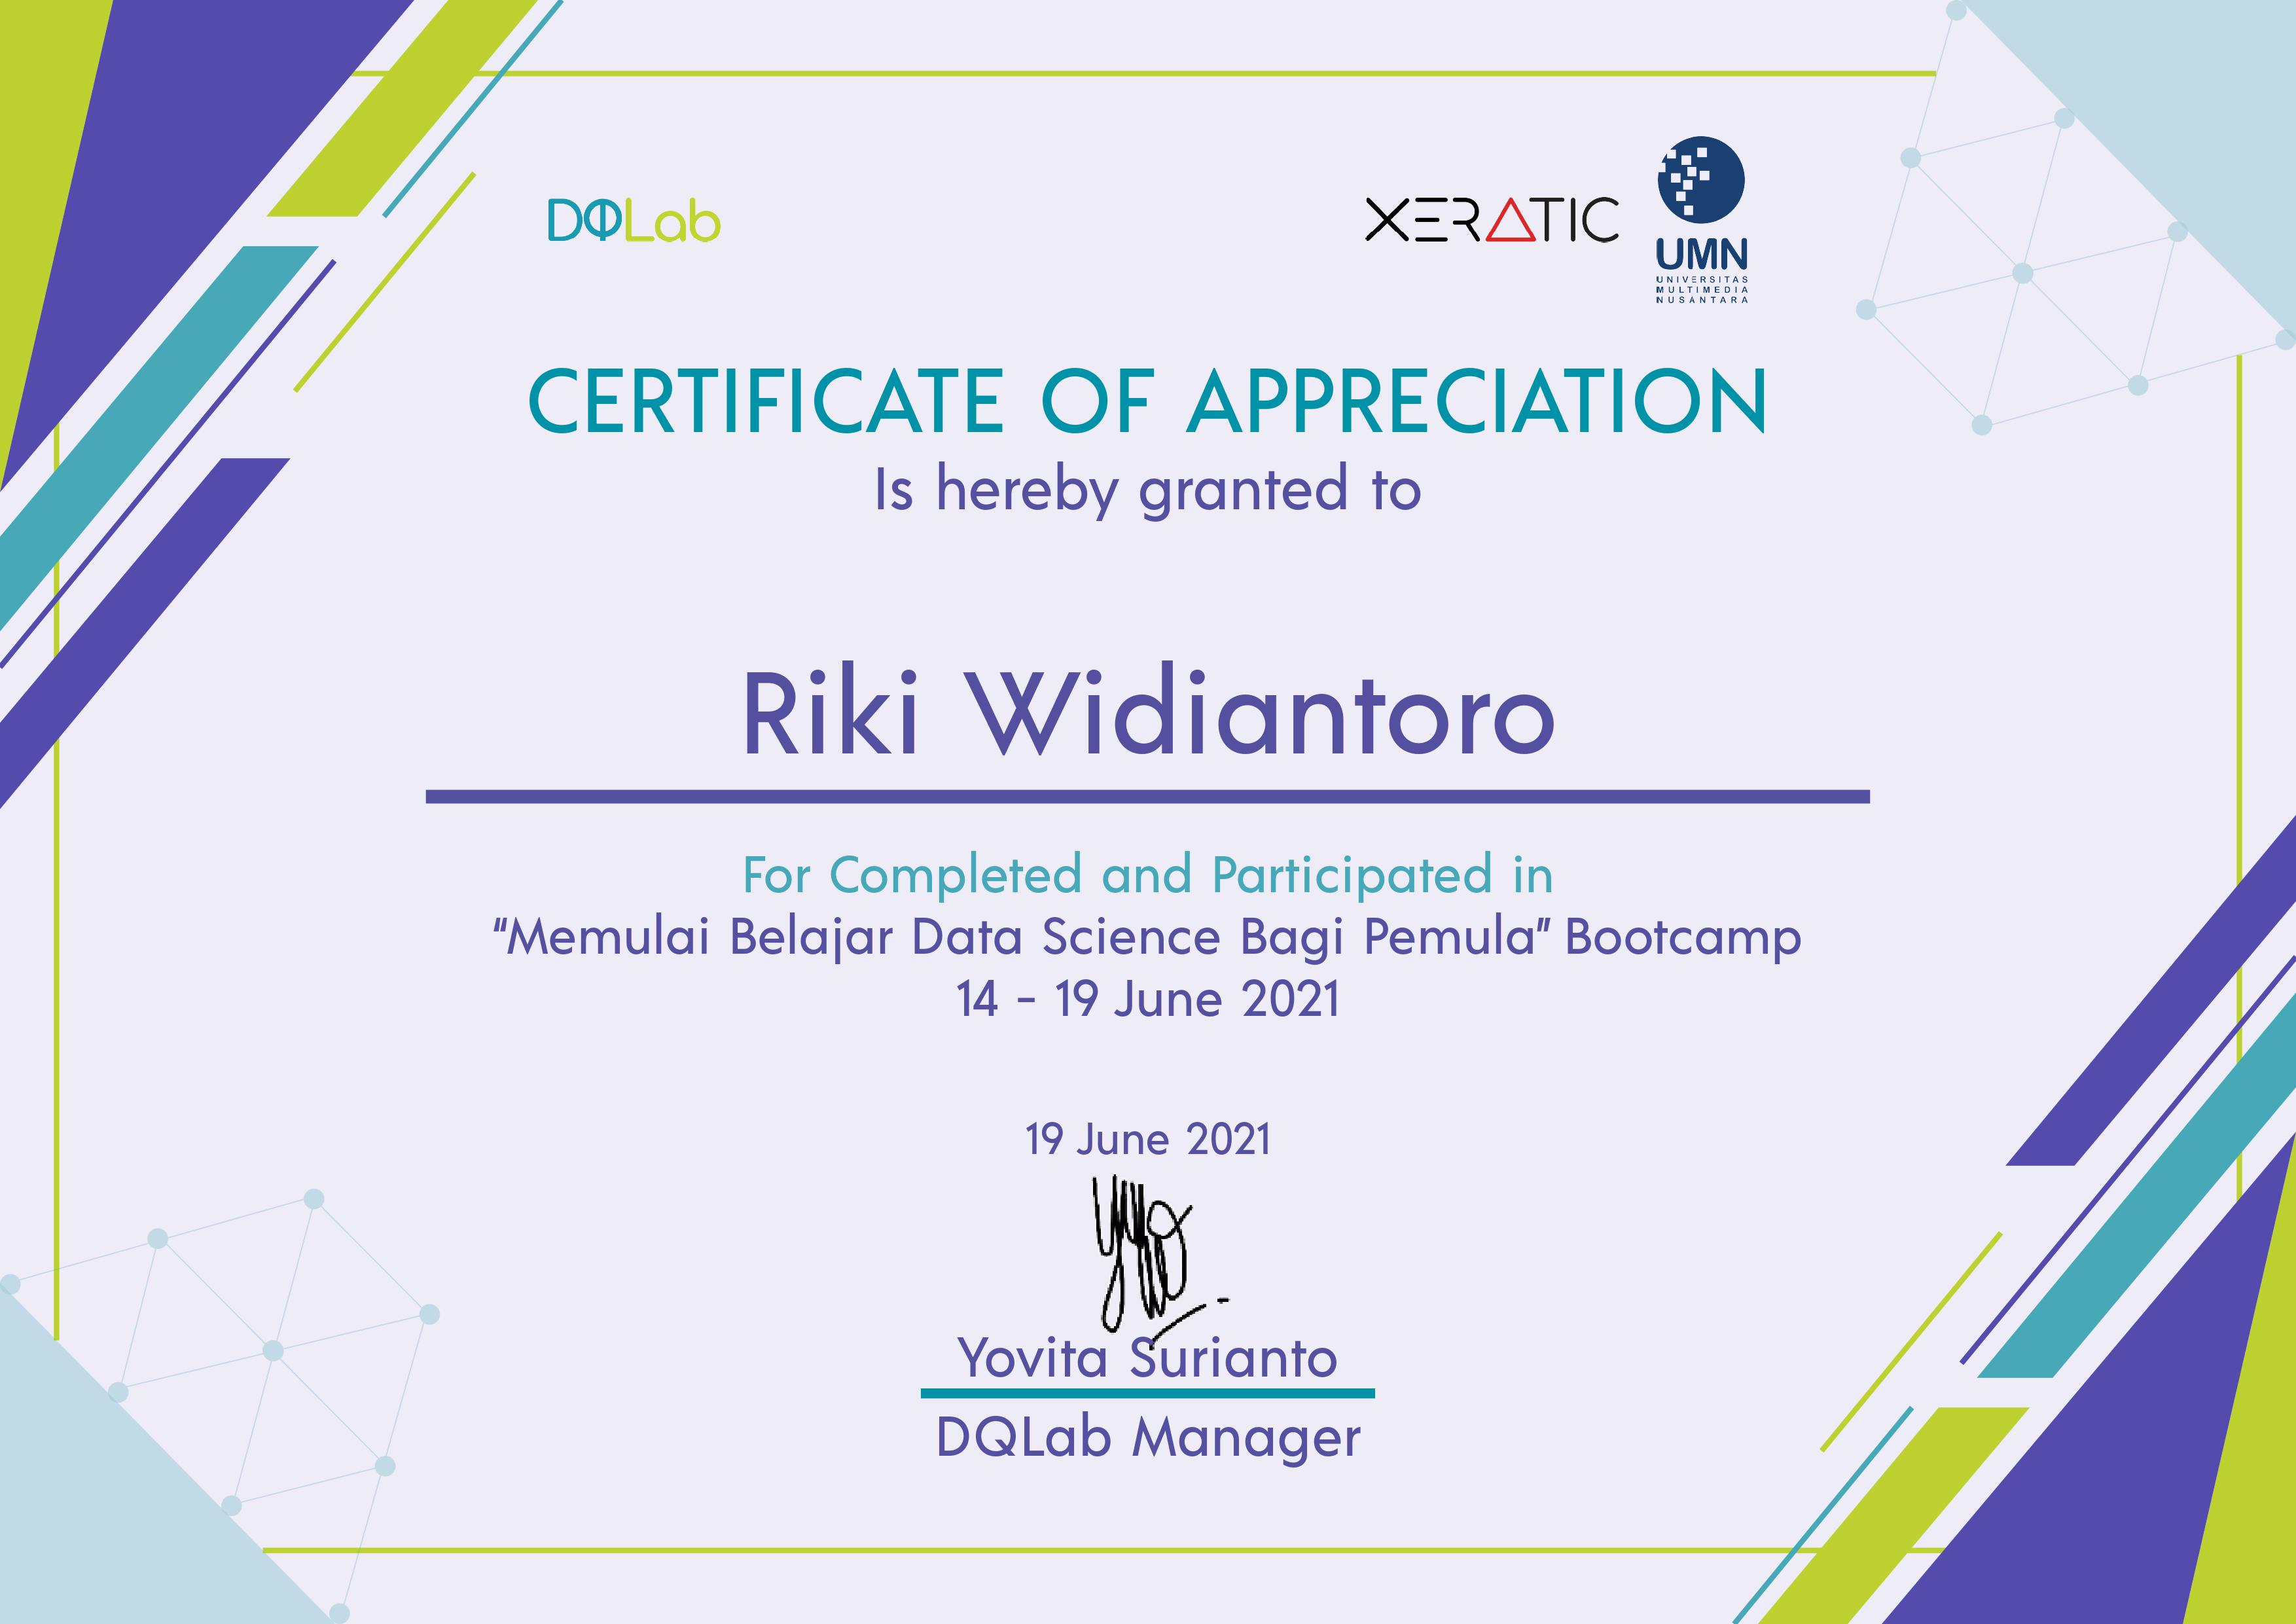 DQLab
XERATIC
UMN
UNIVERSITAS
MULTIMEDIA
NUSANTARA
CERTIFICATE OF APPRECIATION
Is hereby granted to
Riki Widiantoro
For Completed and Participated in
"Memulai Belajar Data Science Bagi Pemula" Bootcamp
14 - 19 June 2021
19 June 2021
Yovita Surianto
DQLab Manager